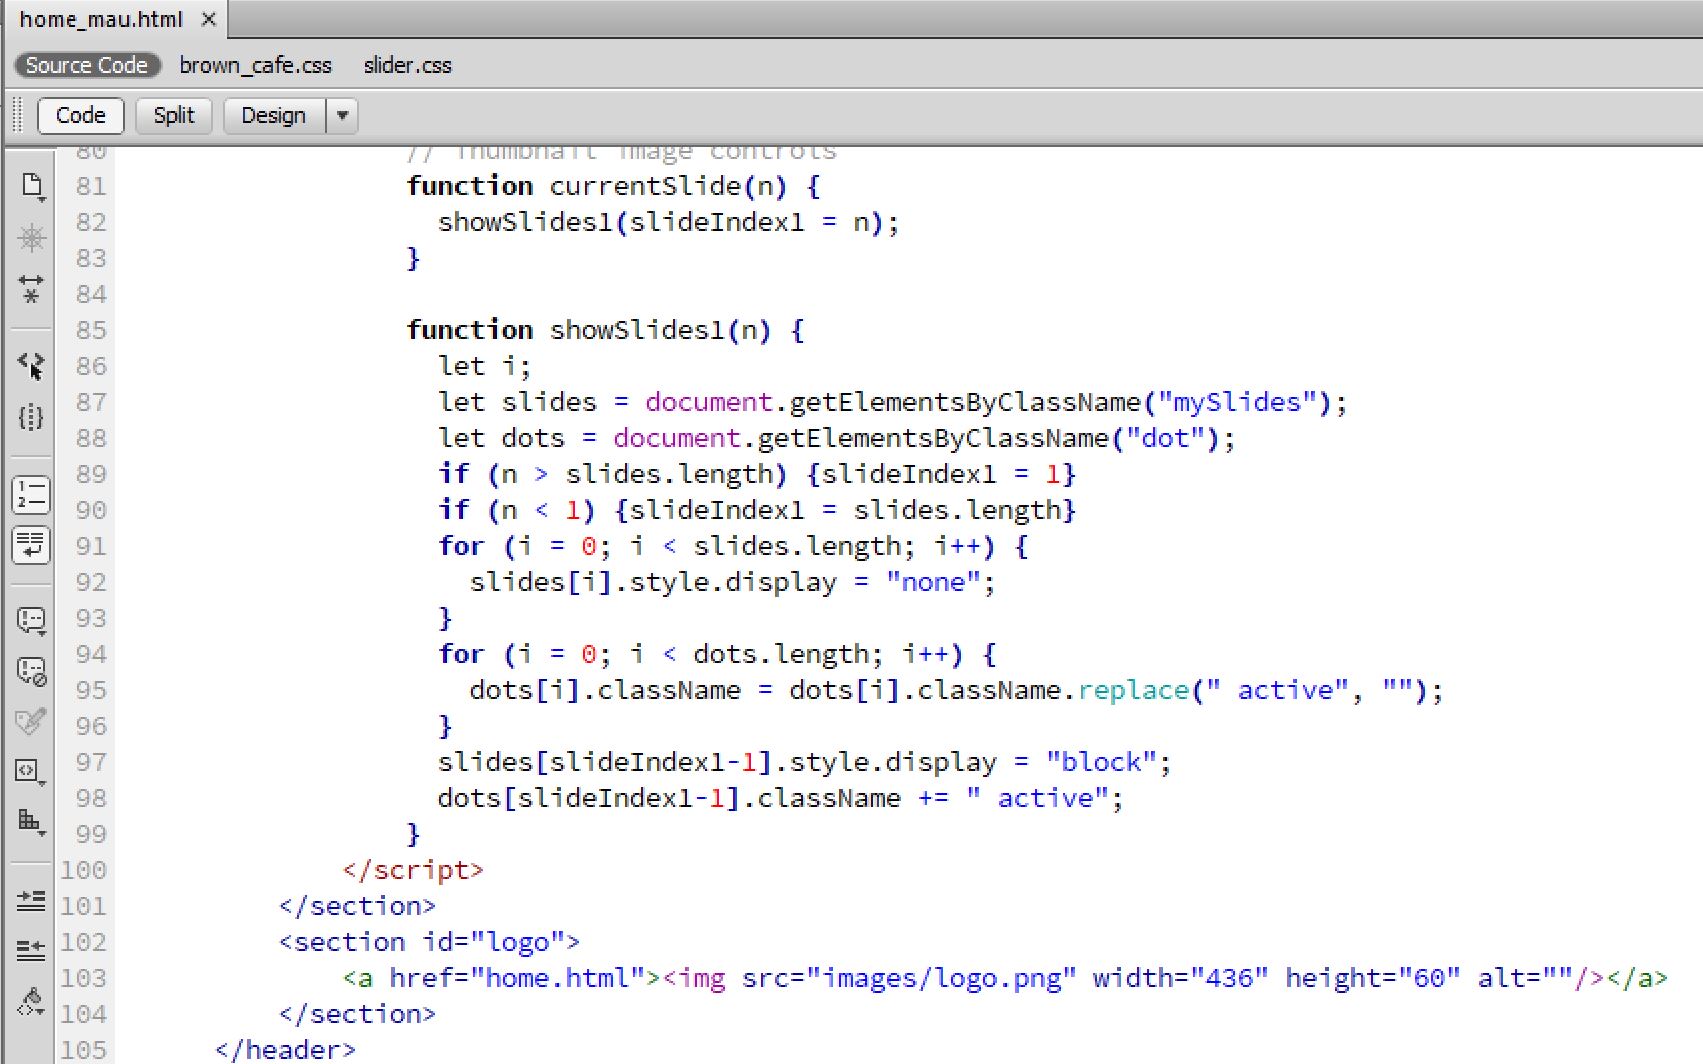 home_mau.html ×
Source Code brown_cafe.css slider.css
Code Split Design
80 // Thumbnail image controls
81 function currentSlide(n) {
82 showSlides1(slideIndex1 = n);
83 }
84
85 function showSlides1(n) {
86 let i;
87 let slides = document.getElementsByClassName("mySlides");
88 let dots = document.getElementsByClassName("dot");
89 if (n > slides.length) {slideIndex1 = 1}
90 if (n < 1) {slideIndex1 = slides.length}
91 for (i = 0; i < slides.length; i++) {
92 slides[i].style.display = "none";
93 }
94 for (i = 0; i < dots.length; i++) {
95 dots[i].className = dots[i].className.replace(" active", "");
96 }
97 slides[slideIndex1-1].style.display = "block";
98 dots[slideIndex1-1].className += " active";
99 }
100 </script>
101 </section>
102 <section id="logo">
103 <a href="home.html"><img src="images/logo.png" width="436" height="60" alt=""/></a>
104 </section>
105 </header>